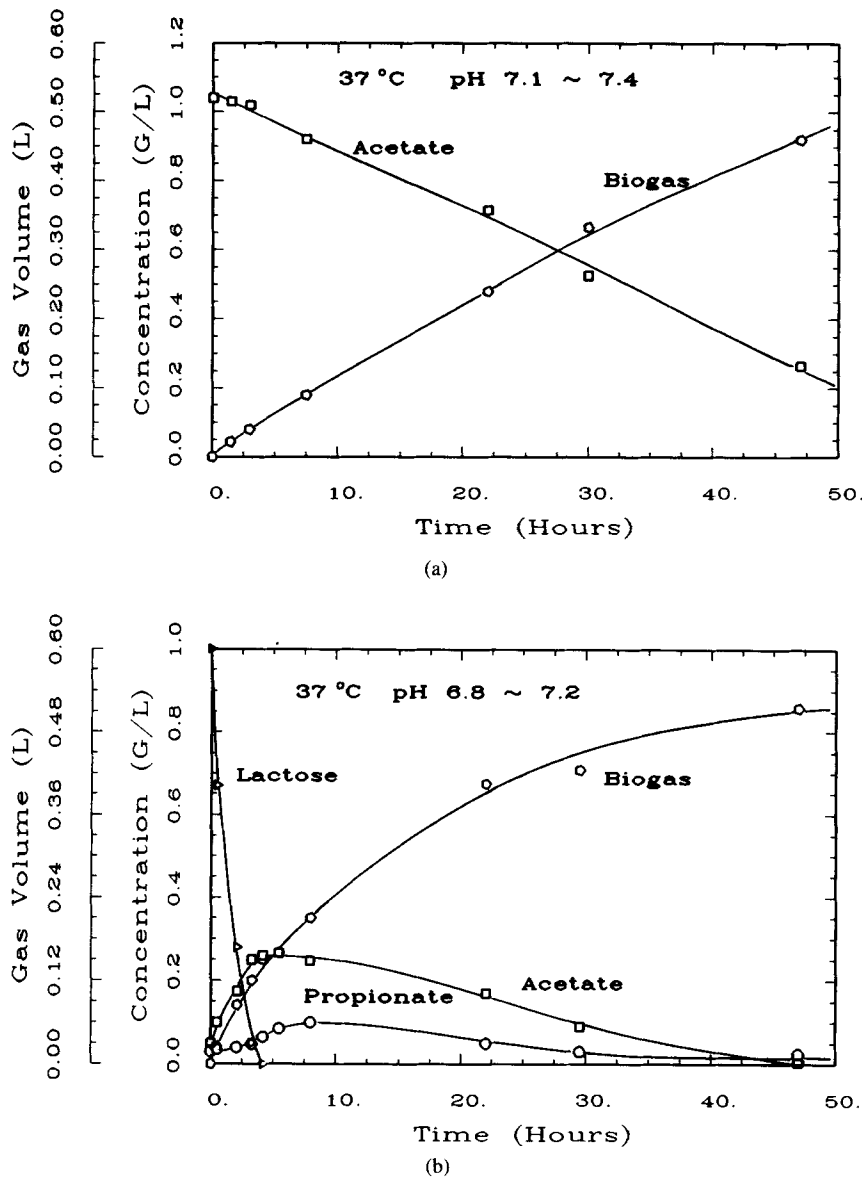 Gas Volume (L)
0.60
0.50
0.40
0.30
0.20
0.10
0.00
Concentration (G/L)
1.2
1.0
0.8
0.6
0.4
0.2
0.0
37 °C pH 7.1 ~ 7.4
Acetate
Biogas
0. 10. 20. 30. 40. 50.
Time (Hours)
(a)
Gas Volume (L)
0.60
0.48
0.36
0.24
0.12
0.00
Concentration (G/L)
1.0
0.8
0.6
0.4
0.2
0.0
37 °C pH 6.8 ~ 7.2
Lactose
Biogas
Propionate
Acetate
0. 10. 20. 30. 40. 50.
Time (Hours)
(b)